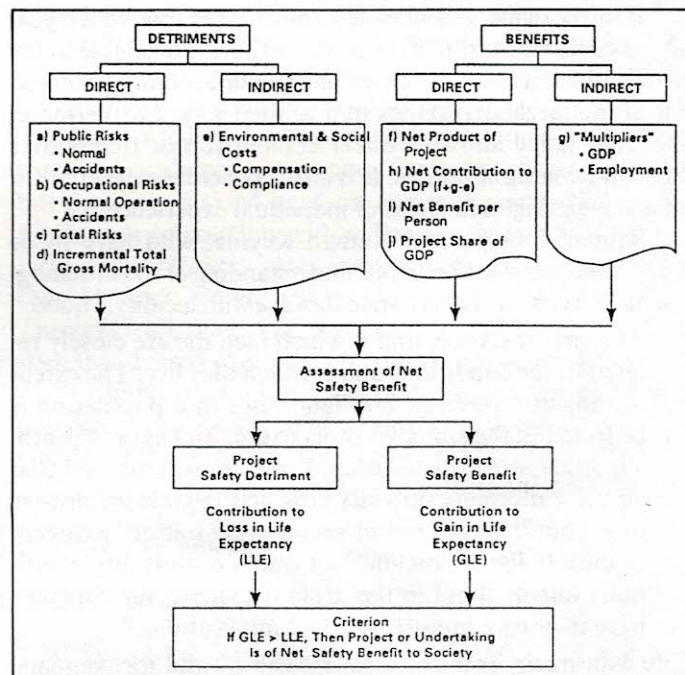 DETRIMENTS
BENEFITS
DIRECT
INDIRECT
DIRECT
INDIRECT
a) Public Risks
• Normal
• Accidents
b) Occupational Risks
• Normal Operation
• Accidents
c) Total Risks
d) Incremental Total
Gross Mortality
e) Environmental & Social
Costs
• Compensation
• Compliance
f) Net Product of
Project
h) Net Contribution to
GDP (f+g-e)
i) Net Benefit per
Person
j) Project Share of
GDP
g) "Multipliers"
• GDP
• Employment
Assessment of Net
Safety Benefit
Project
Safety Detriment
Project
Safety Benefit
Contribution to
Loss in Life
Expectancy
(LLE)
Contribution to
Gain in Life
Expectancy
(GLE)
Criterion
If GLE > LLE, Then Project or Undertaking
Is of Net Safety Benefit to Society